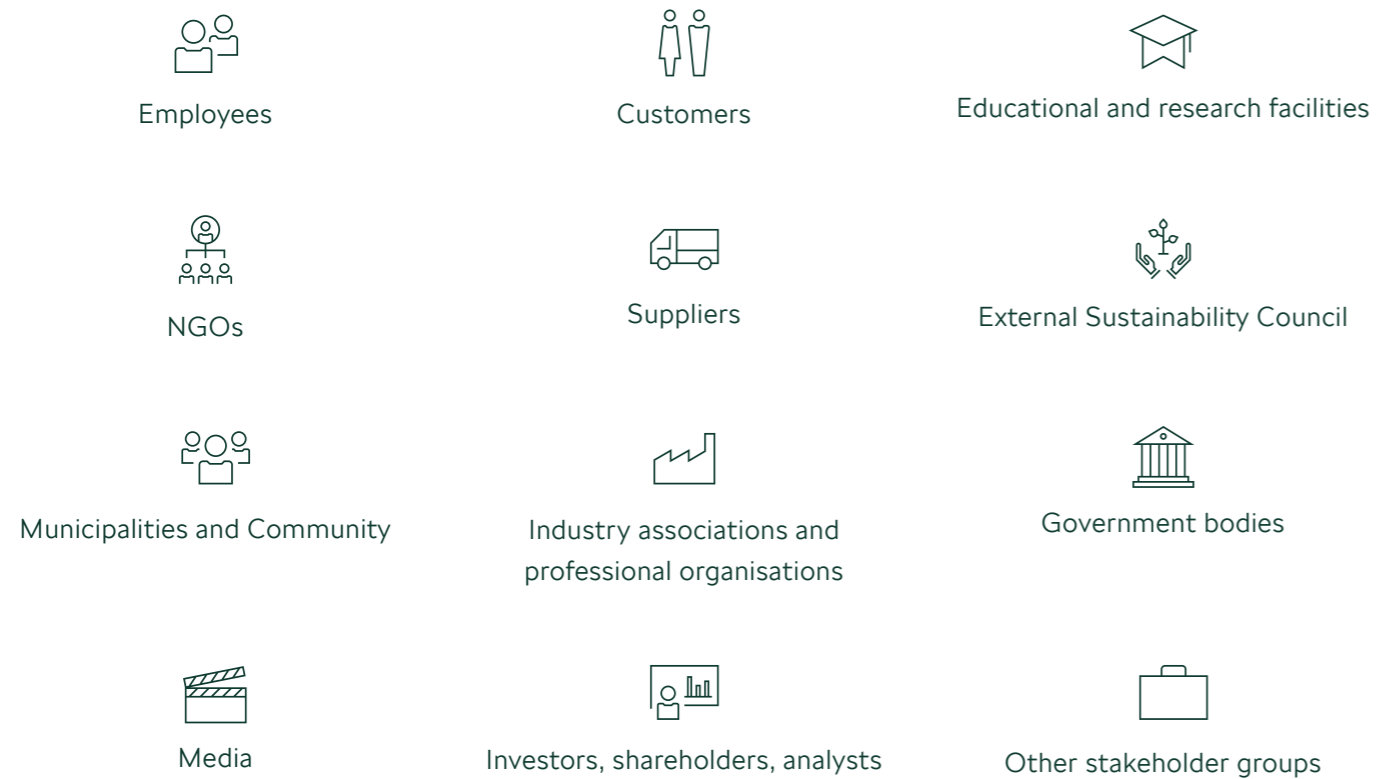 Employees
Customers
Educational and research facilities
NGOs
Suppliers
External Sustainability Council
Municipalities and Community
Industry associations and
professional organisations
Government bodies
Media
Investors, shareholders, analysts
Other stakeholder groups